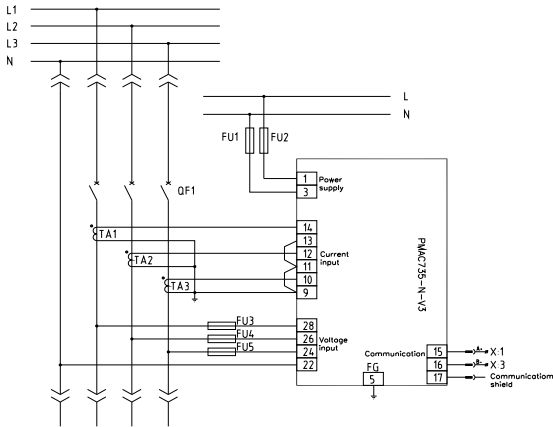 L1
L2
L3
N
L
N
FU1 FU2
1 Power
3 supply
QF1
14
TA1 13
12 Current
TA2 11 input
10
TA3 9
PMAC735-N-V3
FU3 28
FU4 26 Voltage
FU5 24 input
22
Communication 15 A+ X:1
FG 16 B- X:3
5 17 Communication
shield